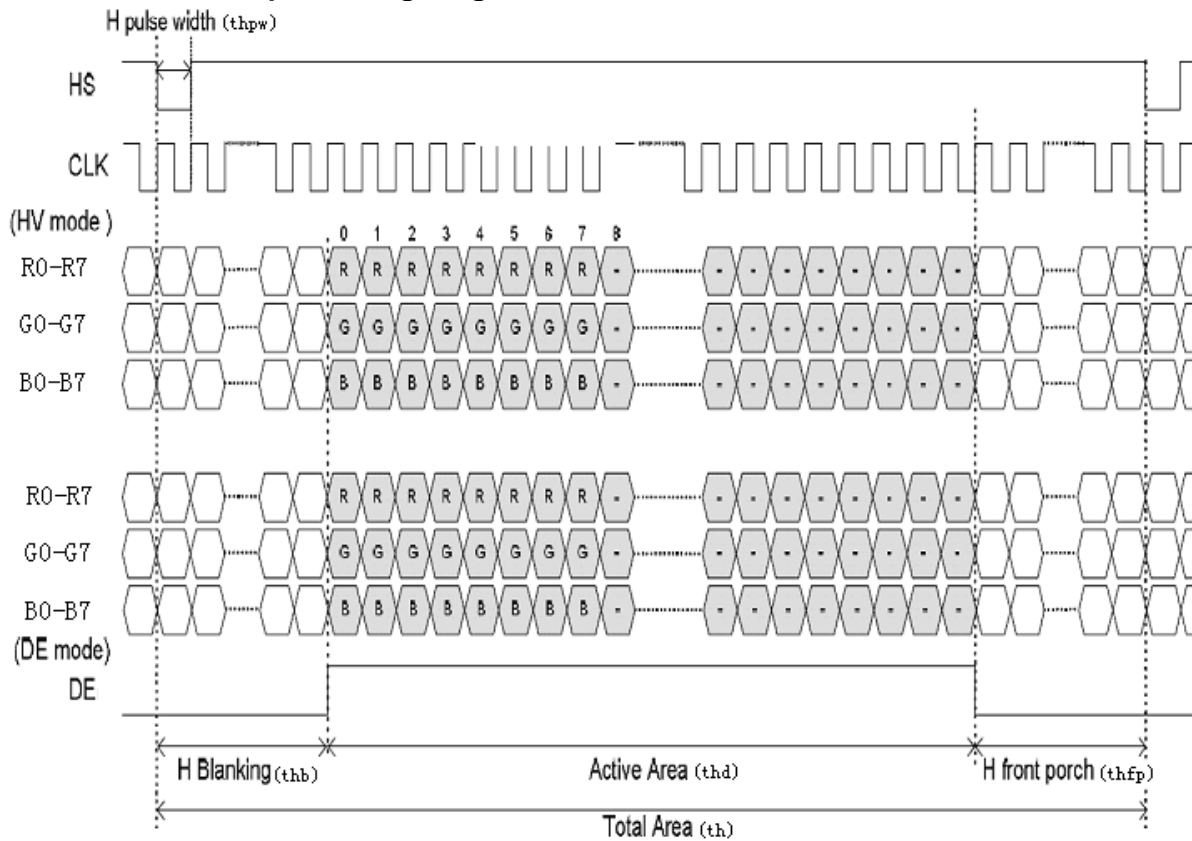 H pulse width (thpw)
HS
CLK
(HV mode )
0 1 2 3 4 5 6 7 8
R0-R7 R R R R R R R R - - - - - - - - -
G0-G7 G G G G G G G G - - - - - - - - -
B0-B7 B B B B B B B B - - - - - - - - -
R0-R7 R R R R R R R R - - - - - - - - -
G0-G7 G G G G G G G G - - - - - - - - -
B0-B7 B B B B B B B B - - - - - - - - -
(DE mode)
DE
H Blanking (thb) Active Area (thd) H front porch (thfp)
Total Area (th)